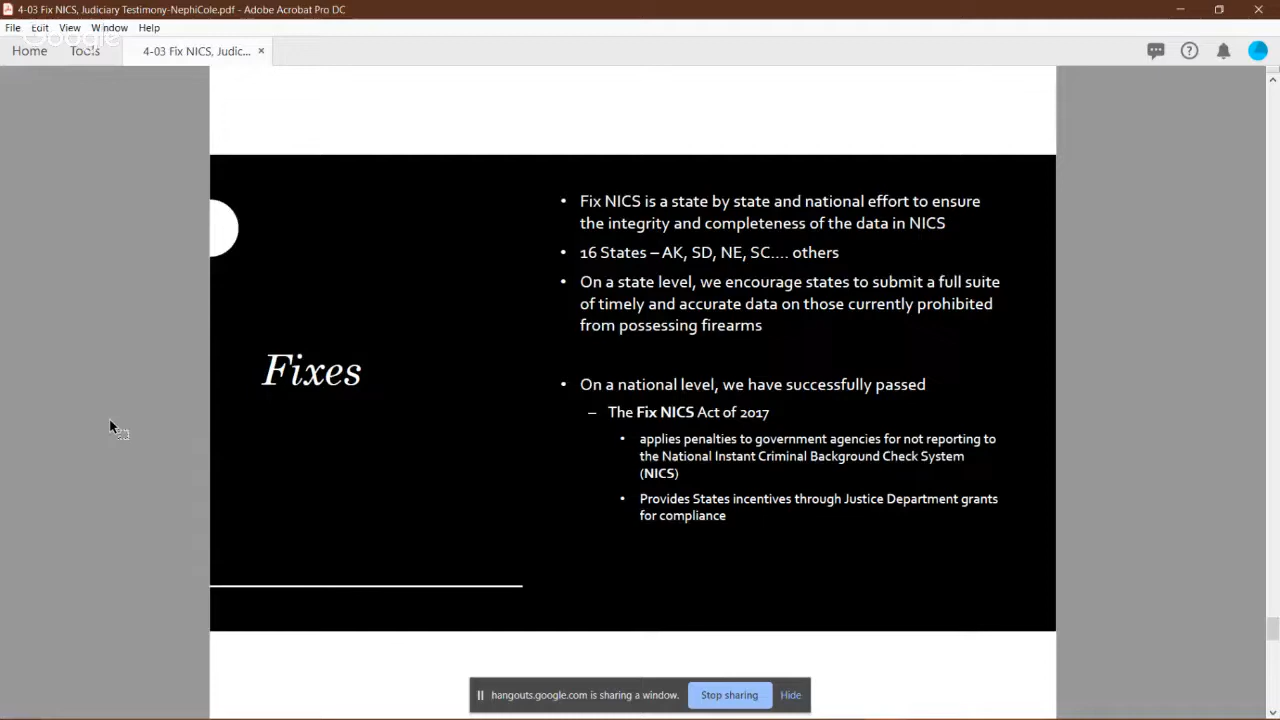 4-03 Fix NICS, Judiciary Testimony-NephiCole.pdf - Adobe Acrobat Pro DC
File Edit View Window Help
Google
Home Tools 4-03 Fix NICS, Judic... ×
• Fix NICS is a state by state and national effort to ensure
the integrity and completeness of the data in NICS
• 16 States – AK, SD, NE, SC.... others
• On a state level, we encourage states to submit a full suite
of timely and accurate data on those currently prohibited
from possessing firearms
Fixes
• On a national level, we have successfully passed
– The Fix NICS Act of 2017
• applies penalties to government agencies for not reporting to
the National Instant Criminal Background Check System
(NICS)
• Provides States incentives through Justice Department grants
for compliance
hangouts.google.com is sharing a window. Stop sharing Hide